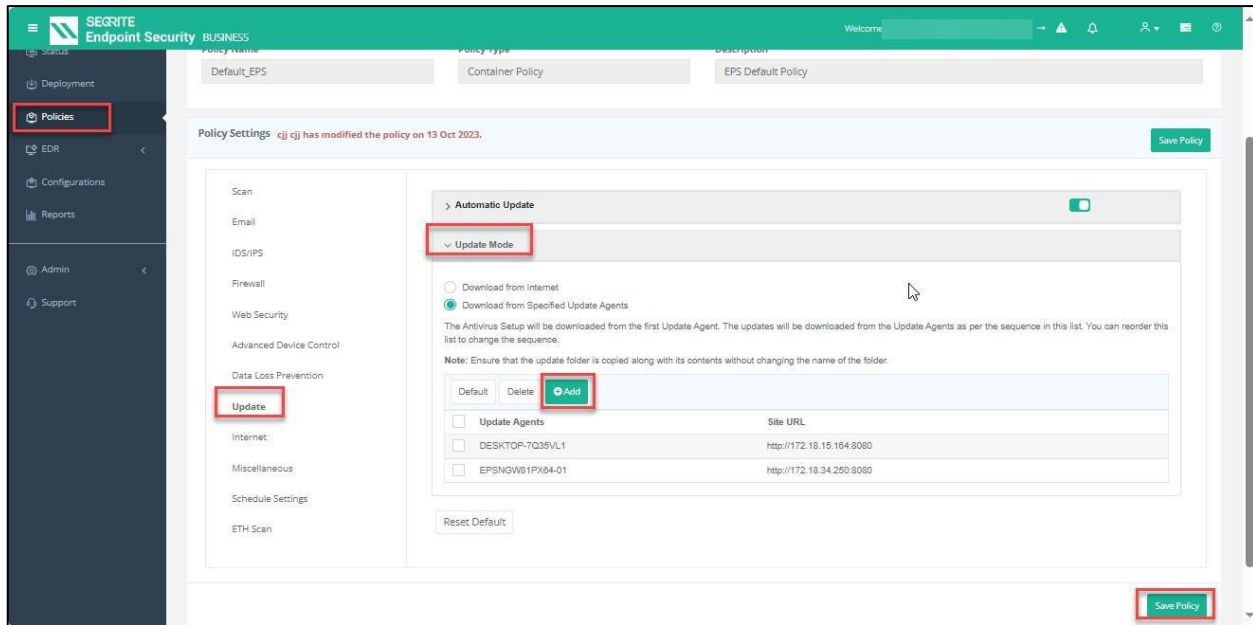 SEQRITE
Endpoint Security BUSINESS
Welcome
Status
Policy Name
Policy Type
Description
Default_EPS
Container Policy
EPS Default Policy
Deployment
Policies
EDR
Configurations
Reports
Admin
Support
Policy Settings cjj cjj has modified the policy on 13 Oct 2023.
Save Policy
Scan
Email
IDS/IPS
Firewall
Web Security
Advanced Device Control
Data Loss Prevention
Update
Internet
Miscellaneous
Schedule Settings
ETH Scan
Automatic Update
Update Mode
Download from Internet
Download from Specified Update Agents
The Antivirus Setup will be downloaded from the first Update Agent. The updates will be downloaded from the Update Agents as per the sequence in this list. You can reorder this
list to change the sequence.
Note: Ensure that the update folder is copied along with its contents without changing the name of the folder.
Default
Delete
Add
Update Agents
Site URL
DESKTOP-7Q35VL1
http://172.18.15.164:8080
EPSNGW81PX64-01
http://172.18.34.250:8080
Reset Default
Save Policy